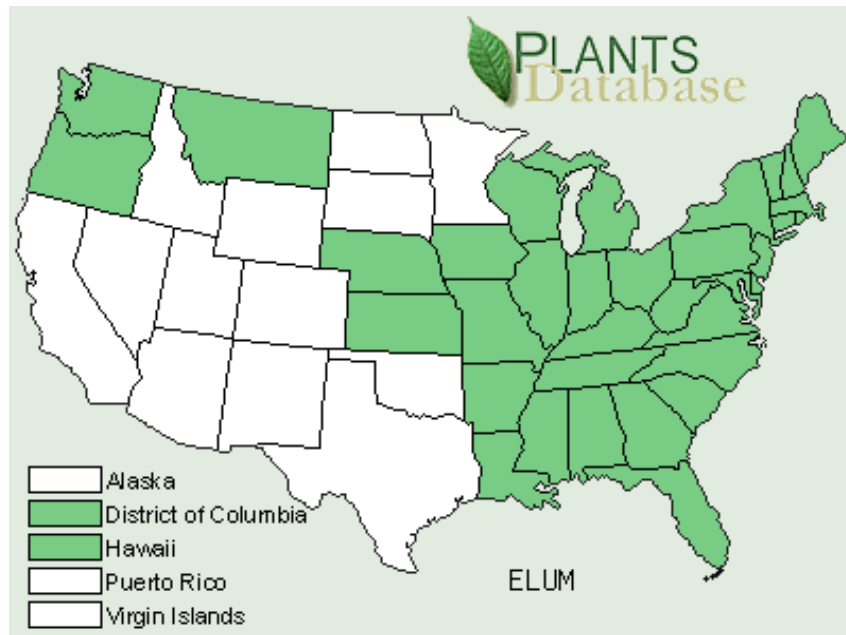 PLANTS
Database
Alaska
District of Columbia
Hawaii
Puerto Rico
Virgin Islands
ELUM